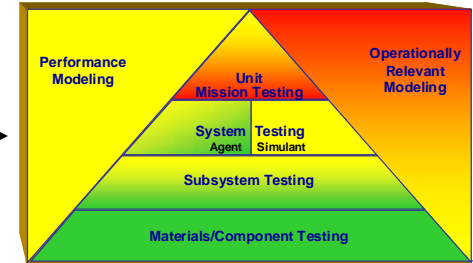 Performance
Modeling
Operationally
Relevant
Modeling
Unit
Mission Testing
System Testing
Agent Simulant
Subsystem Testing
Materials/Component Testing